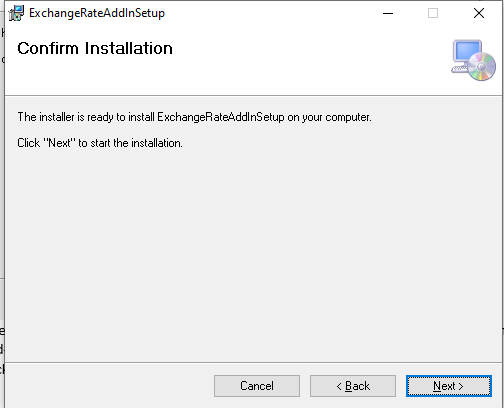 ExchangeRateAddInSetup
Confirm Installation
The installer is ready to install ExchangeRateAddInSetup on your computer.
Click "Next" to start the installation.
Cancel
< Back
Next >